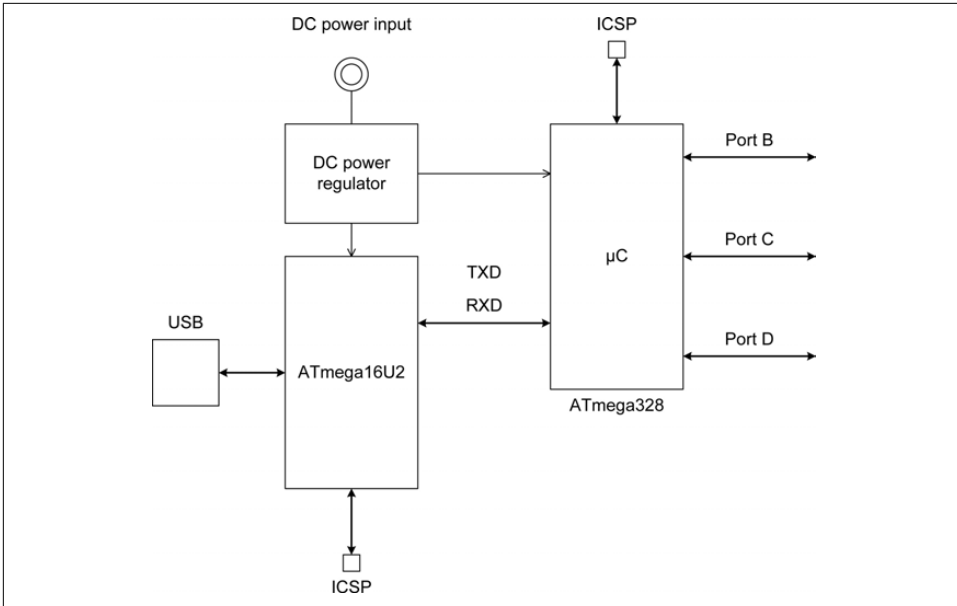 DC power input
ICSP
DC power
regulator
Port B
µC
Port C
TXD
RXD
USB
Port D
ATmega16U2
ATmega328
ICSP